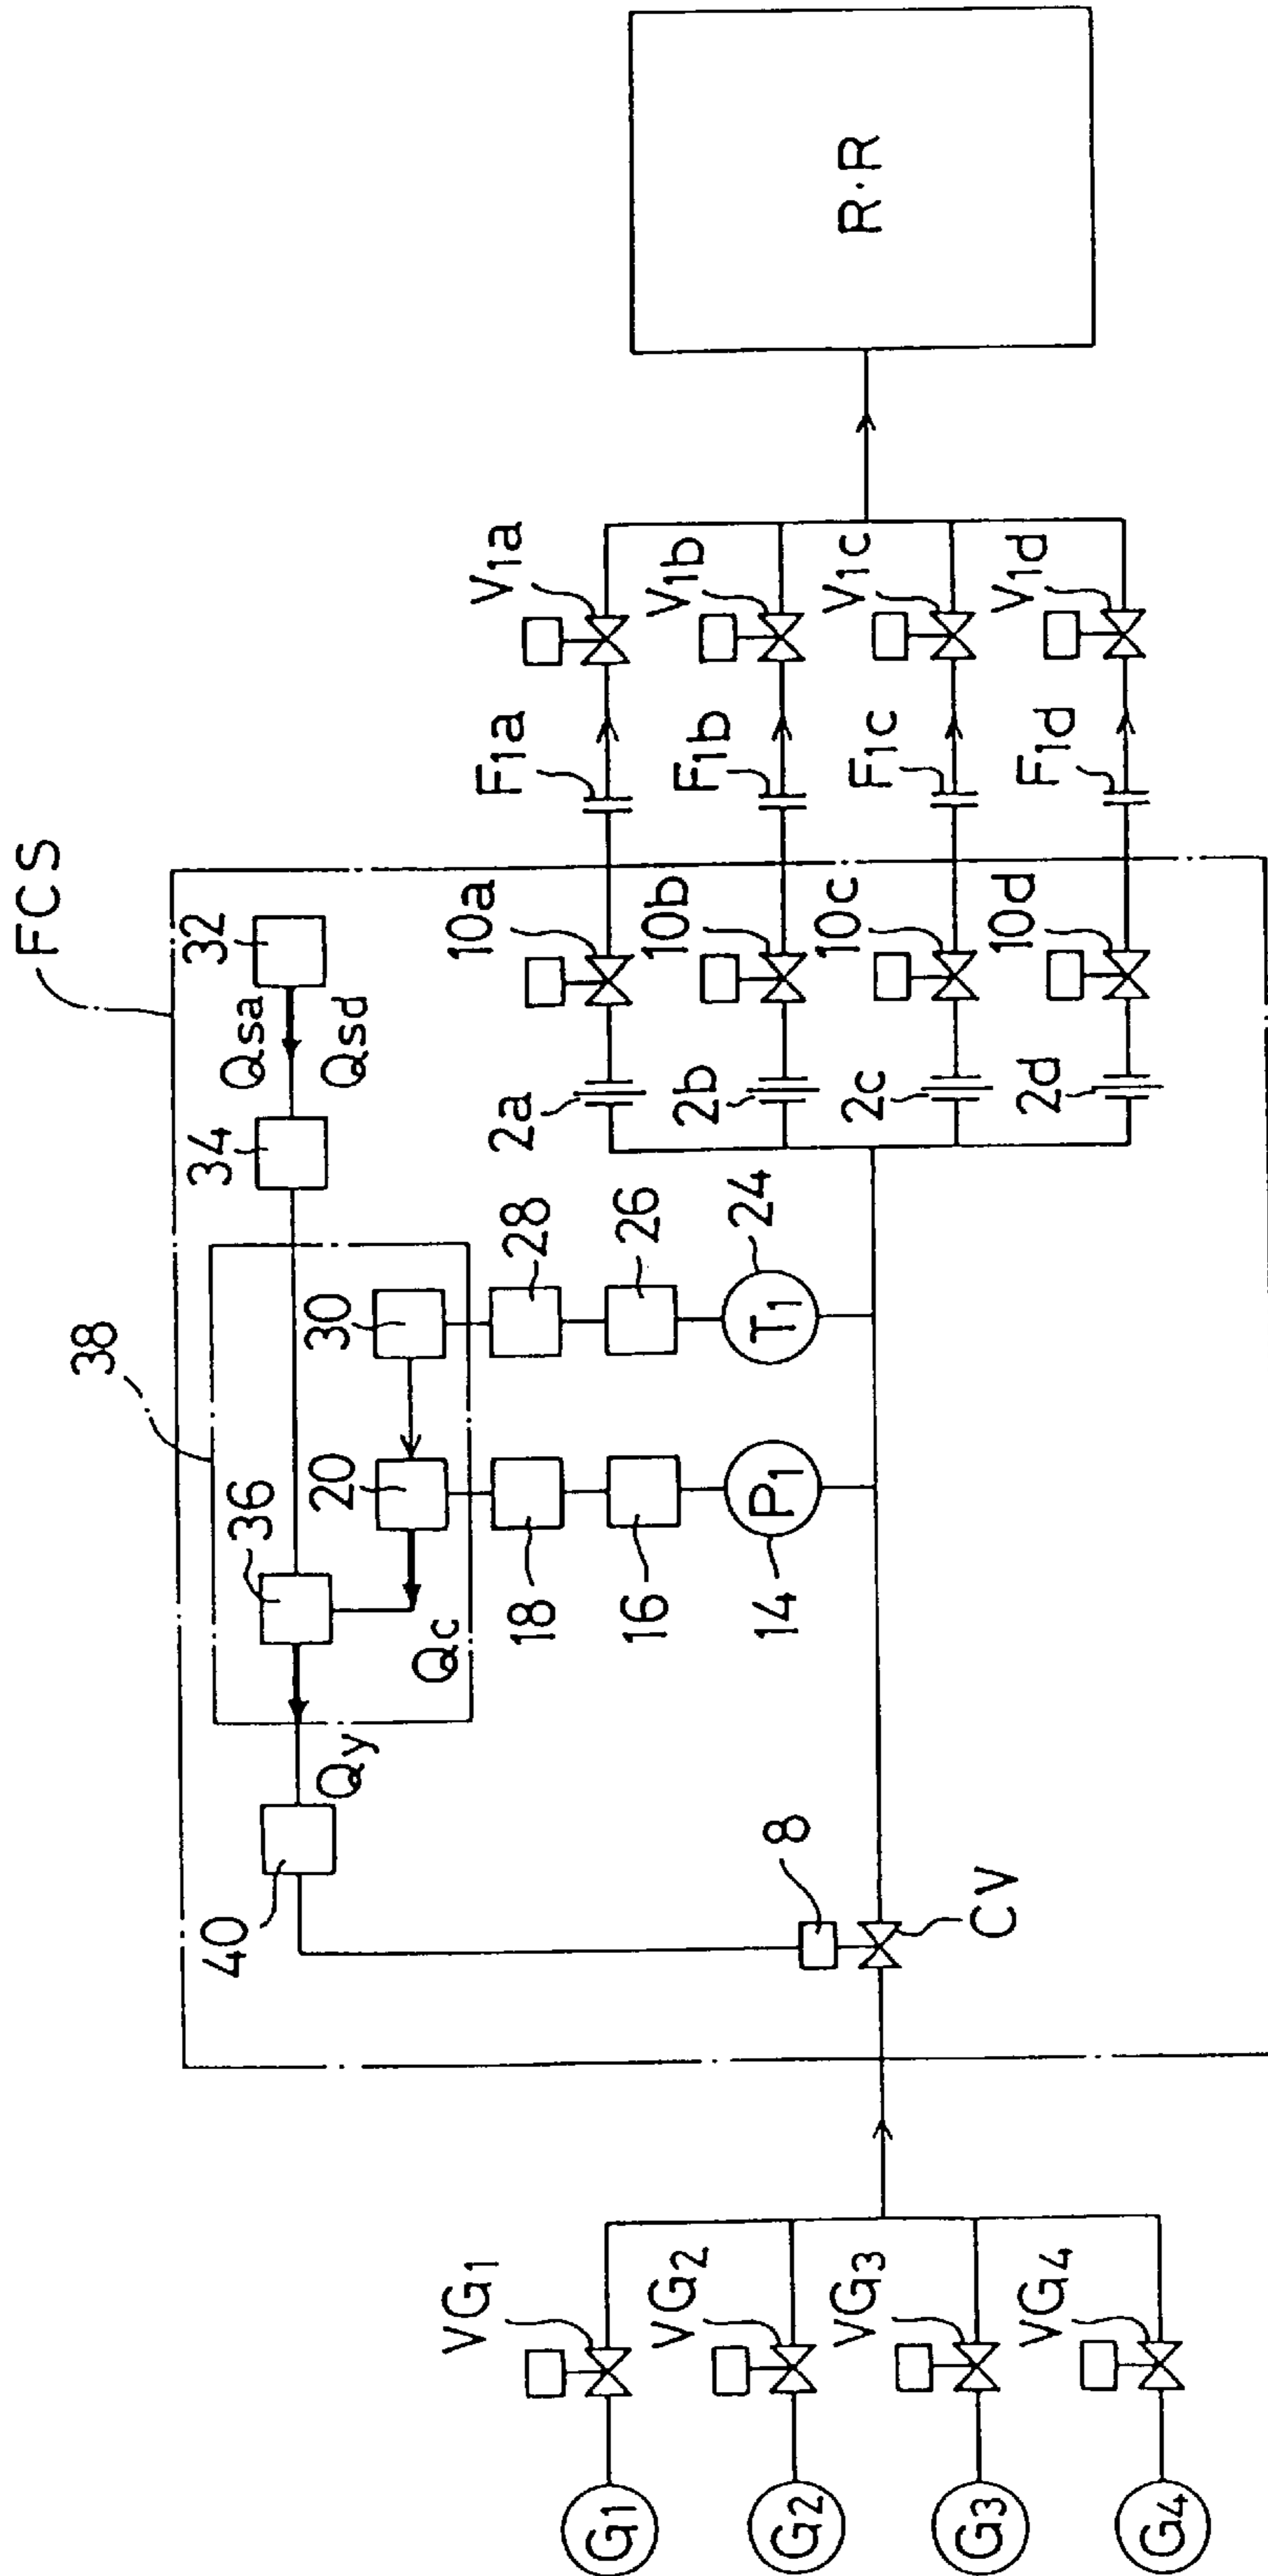 FCS
38
32
Qsa
Qsd
34
36
30
20
Qc
Qy
40
28
18
26
16
24
T1
14
P1
8
CV
2a
2b
2c
2d
10a
10b
10c
10d
F1a
F1b
F1c
F1d
V1a
V1b
V1c
V1d
R·R
VG1
VG2
VG3
VG4
G1
G2
G3
G4